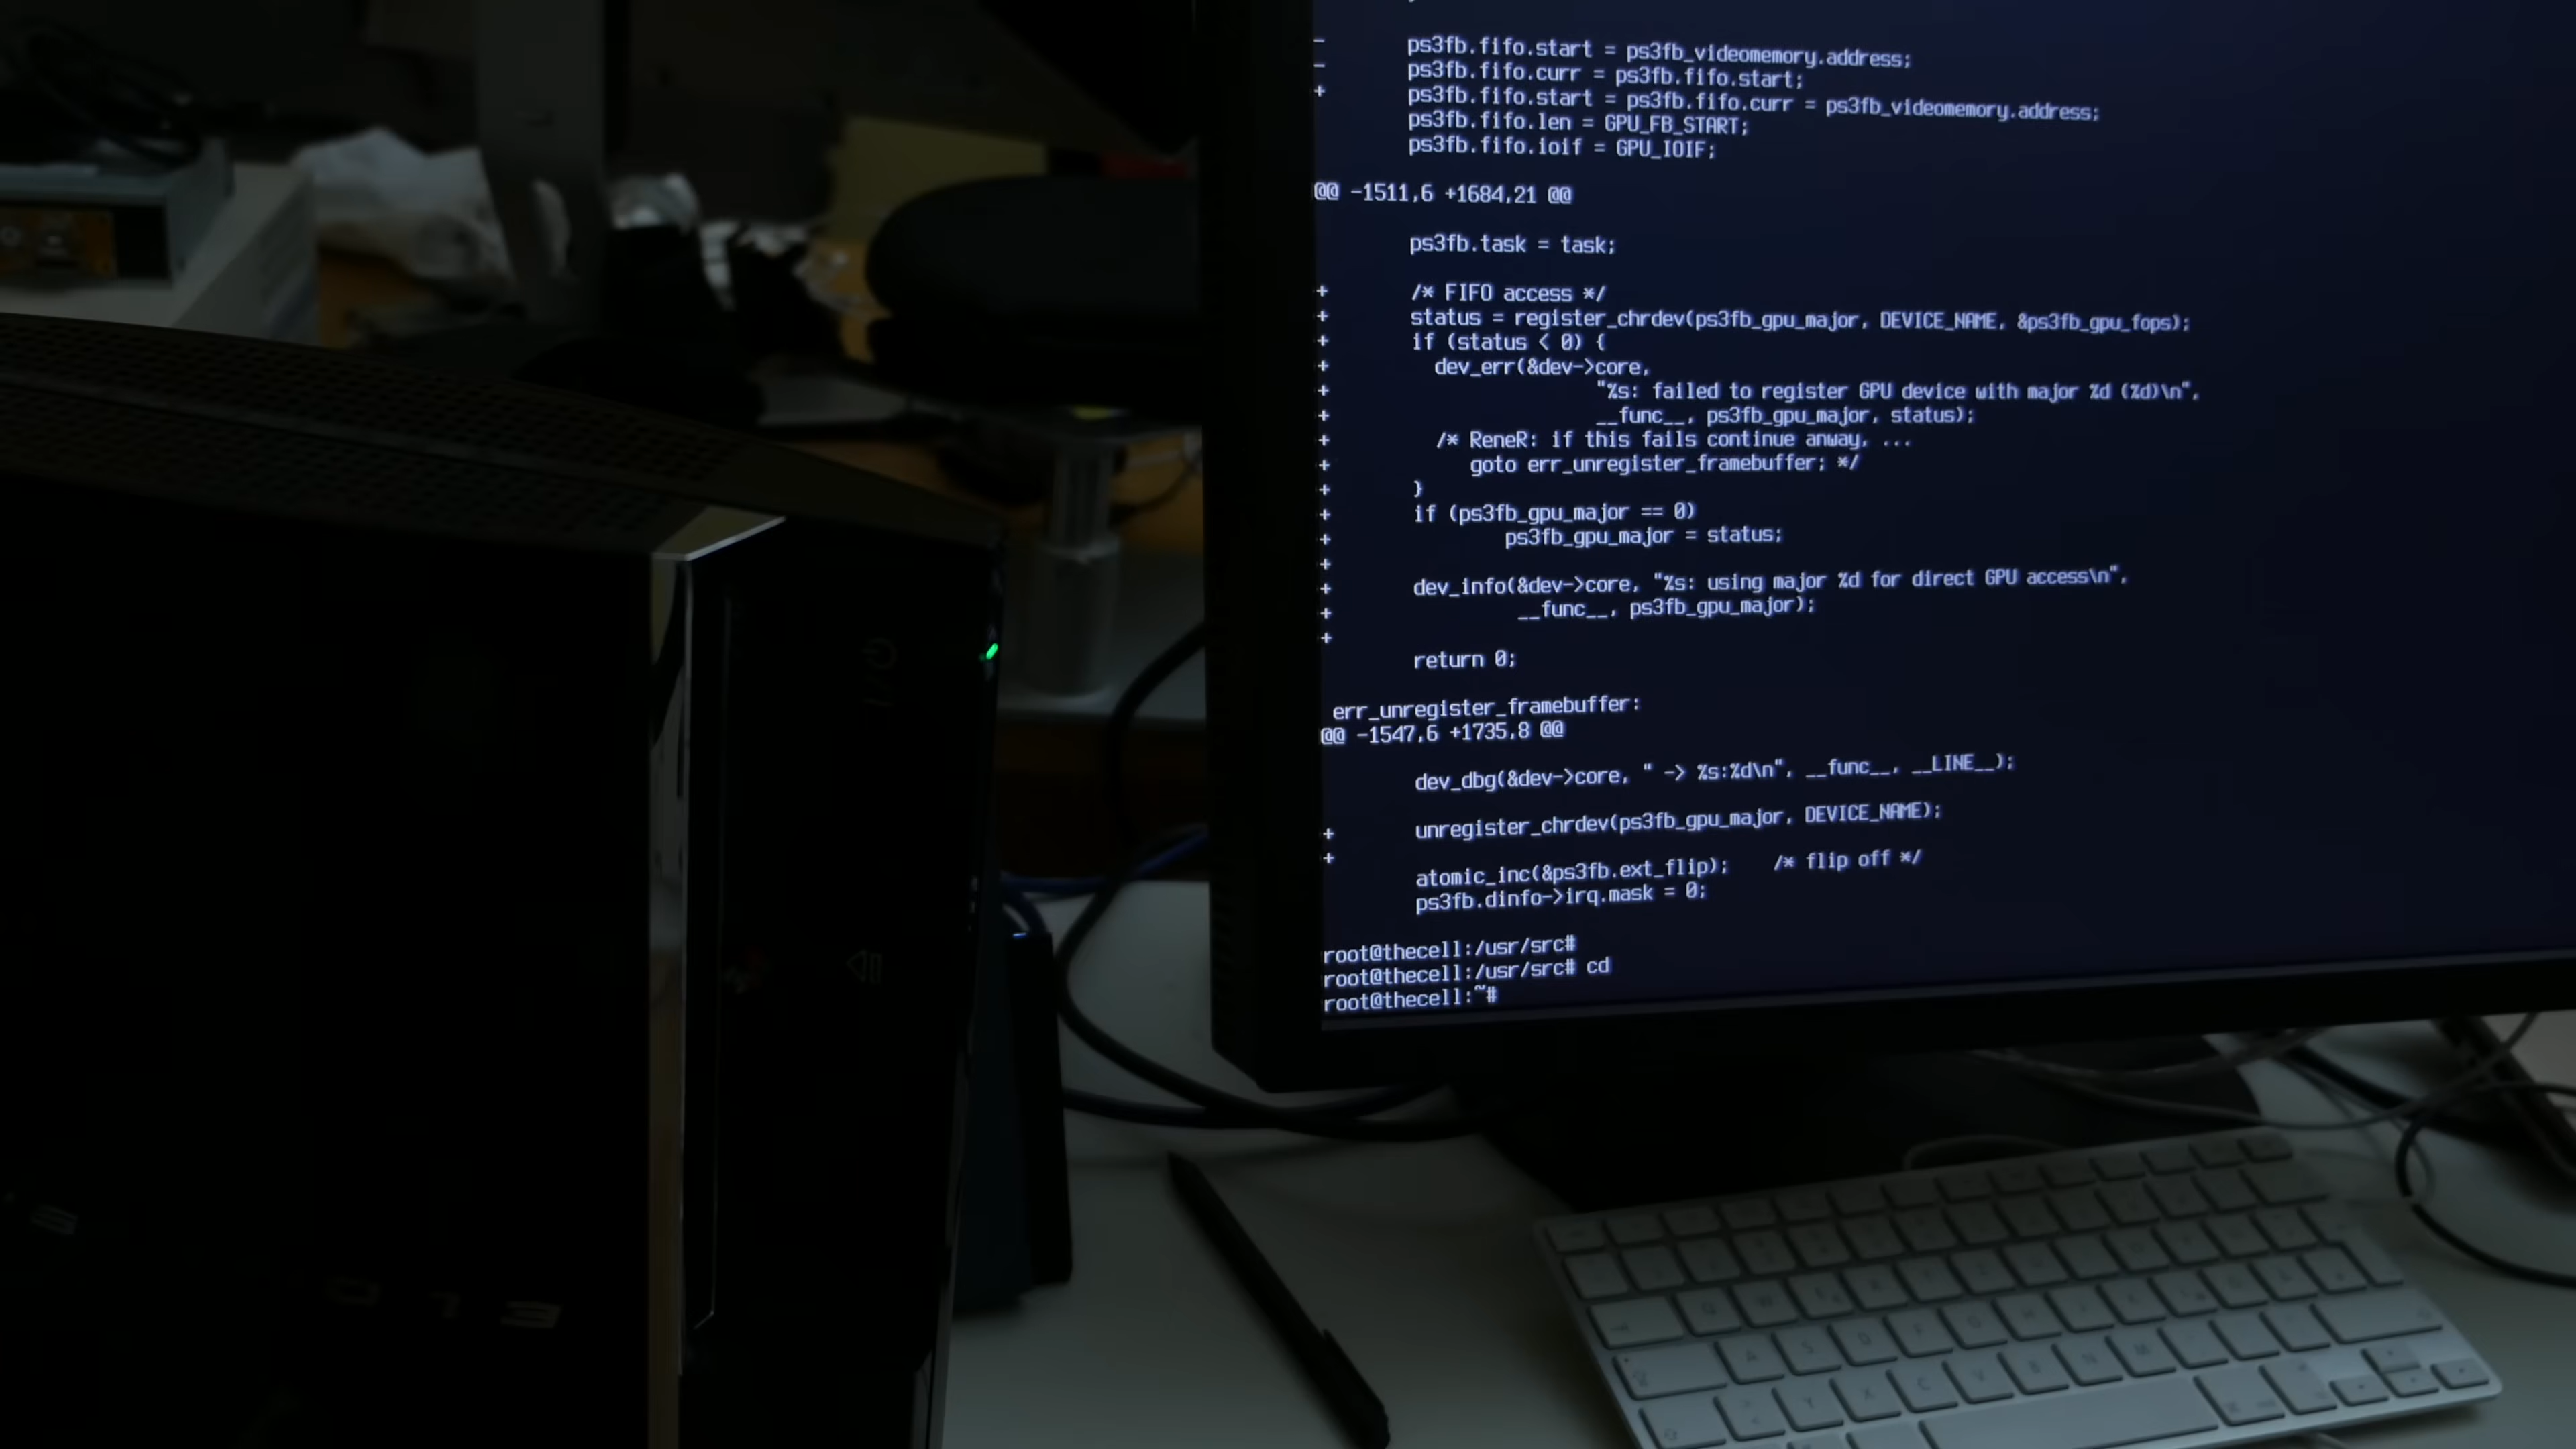 -       ps3fb.fifo.start = ps3fb_videomemory.address;
-       ps3fb.fifo.curr = ps3fb.fifo.start;
+       ps3fb.fifo.start = ps3fb.fifo.curr = ps3fb_videomemory.address;
        ps3fb.fifo.len = GPU_FB_START;
        ps3fb.fifo.ioif = GPU_IOIF;
@@ -1511,6 +1684,21 @@
        ps3fb.task = task;
+       /* FIFO access */
+       status = register_chrdev(ps3fb_gpu_major, DEVICE_NAME, &ps3fb_gpu_fops);
+       if (status < 0) {
+         dev_err(&dev->core,
+                       "%s: failed to register GPU device with major %d (%d)\n",
+                       __func__, ps3fb_gpu_major, status);
+         /* ReneR: if this fails continue anway, ...
+            goto err_unregister_framebuffer; */
+       }
+       if (ps3fb_gpu_major == 0)
+               ps3fb_gpu_major = status;
+
+       dev_info(&dev->core, "%s: using major %d for direct GPU access\n",
+                __func__, ps3fb_gpu_major);
+
        return 0;
 err_unregister_framebuffer:
@@ -1547,6 +1735,8 @@
        dev_dbg(&dev->core, " -> %s:%d\n", __func__, __LINE__);
+       unregister_chrdev(ps3fb_gpu_major, DEVICE_NAME);
+
        atomic_inc(&ps3fb.ext_flip);    /* flip off */
        ps3fb.dinfo->irq.mask = 0;
root@thecell:/usr/src#
root@thecell:/usr/src# cd
root@thecell:~#